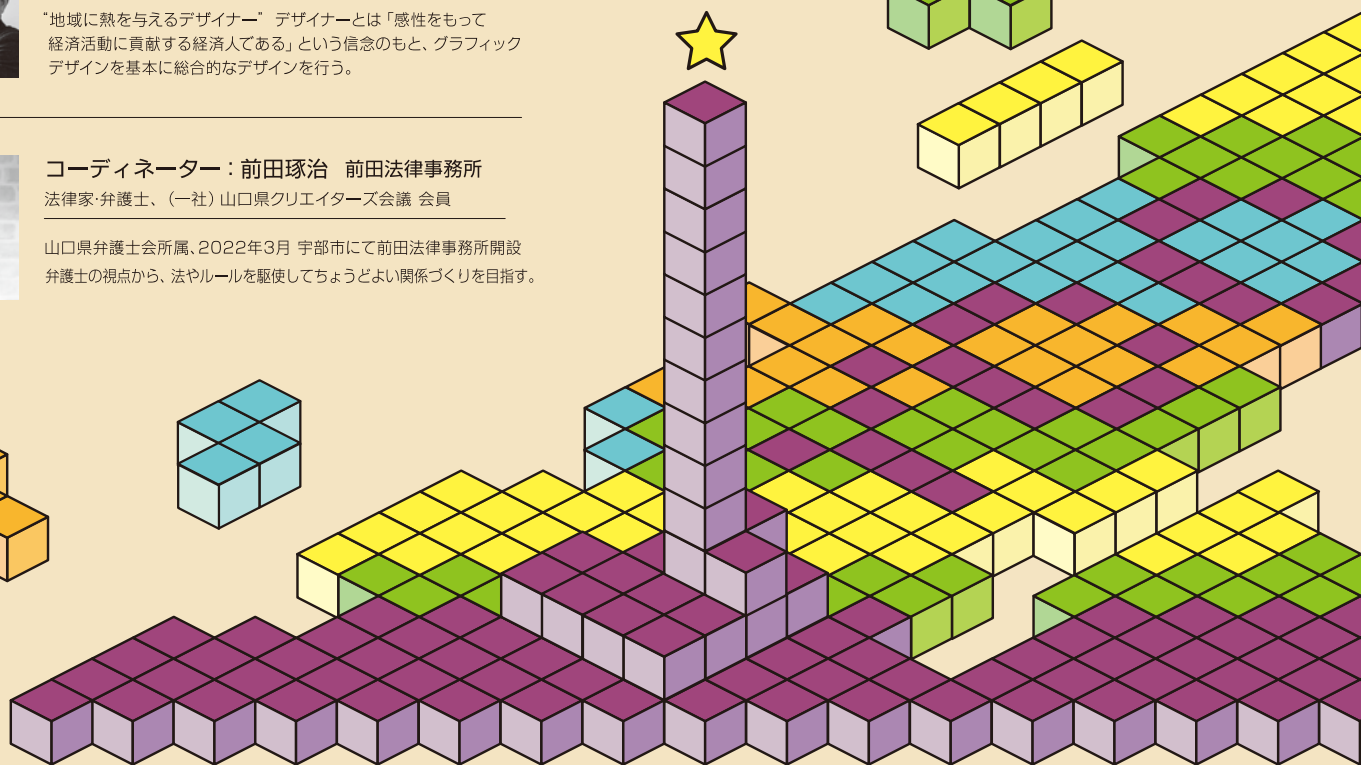 “地域に熱を与えるデザイナー” デザイナーとは「感性をもって
経済活動に貢献する経済人である」という信念のもと、グラフィック
デザインを基本に総合的なデザインを行う。
コーディネーター：前田琢治 前田法律事務所
法律家·弁護士、（一社）山口県クリエイターズ会議 会員
山口県弁護士会所属、2022年3月 宇部市にて前田法律事務所開設
弁護士の視点から、法やルールを駆使してちょうどよい関係づくりを目指す。